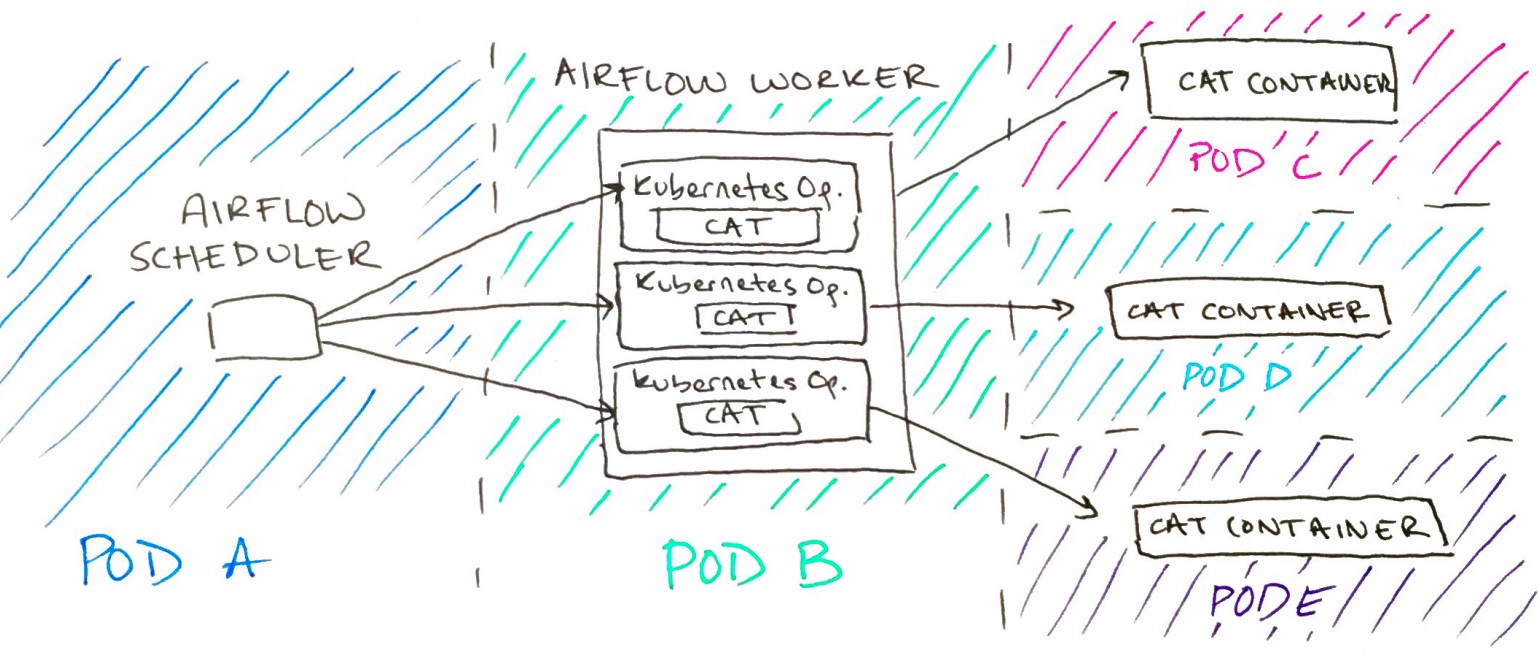 AIRFLOW
SCHEDULER
POD A
AIRFLOW WORKER
Kubernetes Op.
CAT
Kubernetes Op.
CAT
Kubernetes Op.
CAT
POD B
CAT CONTAINER
POD C
CAT CONTAINER
POD D
CAT CONTAINER
POD E